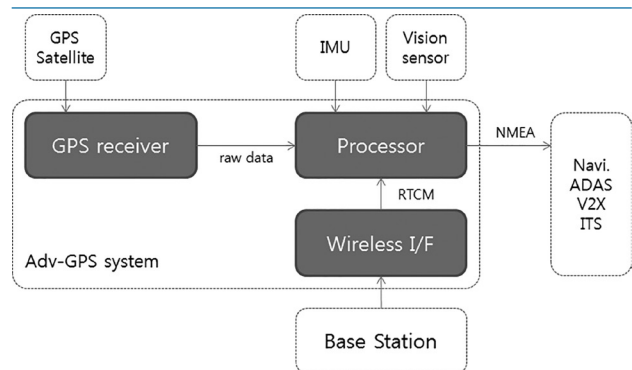 GPS
Satellite
IMU
Vision
sensor
GPS receiver
raw data
Processor
NMEA
Navi.
ADAS
V2X
ITS
RTCM
Wireless I/F
Adv-GPS system
Base Station